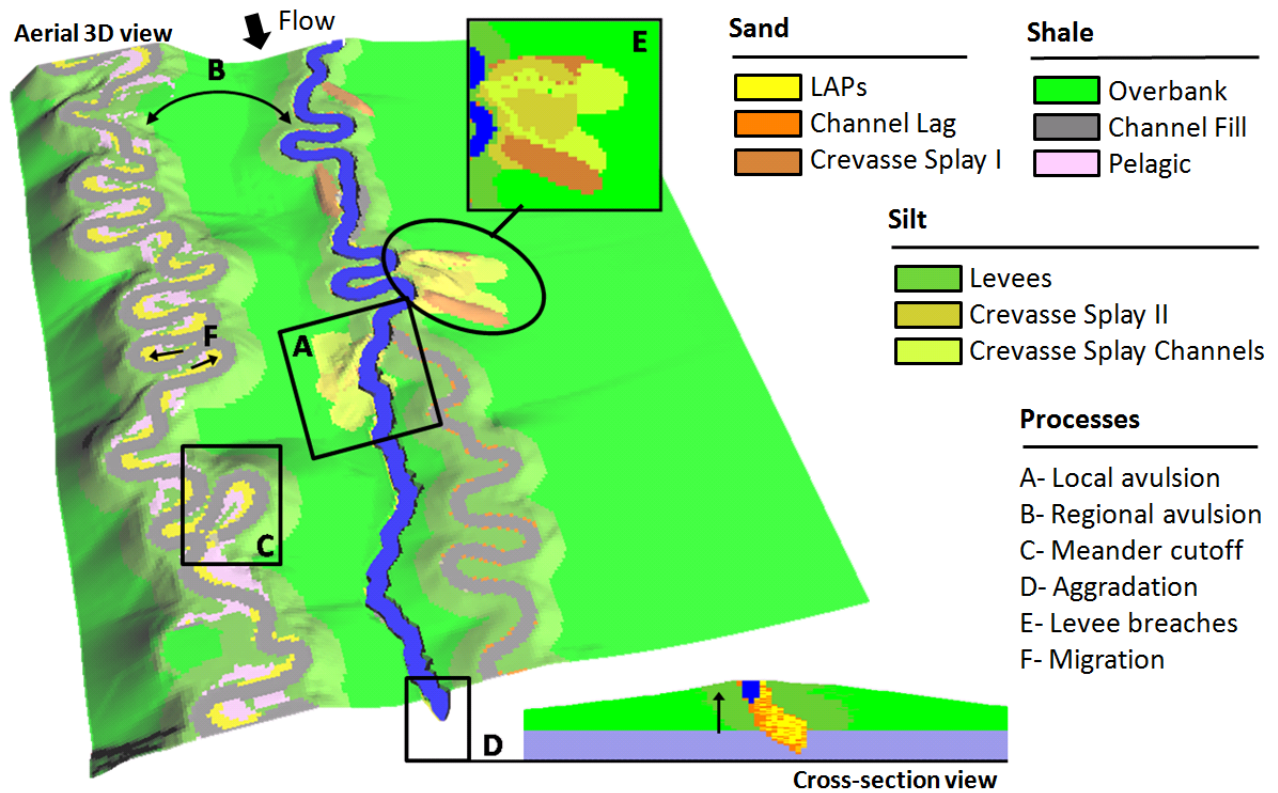 Aerial 3D view
Flow
B
E
F
A
C
D
Cross-section view
Sand
LAPs
Channel Lag
Crevasse Splay I
Shale
Overbank
Channel Fill
Pelagic
Silt
Levees
Crevasse Splay II
Crevasse Splay Channels
Processes
A- Local avulsion
B- Regional avulsion
C- Meander cutoff
D- Aggradation
E- Levee breaches
F- Migration